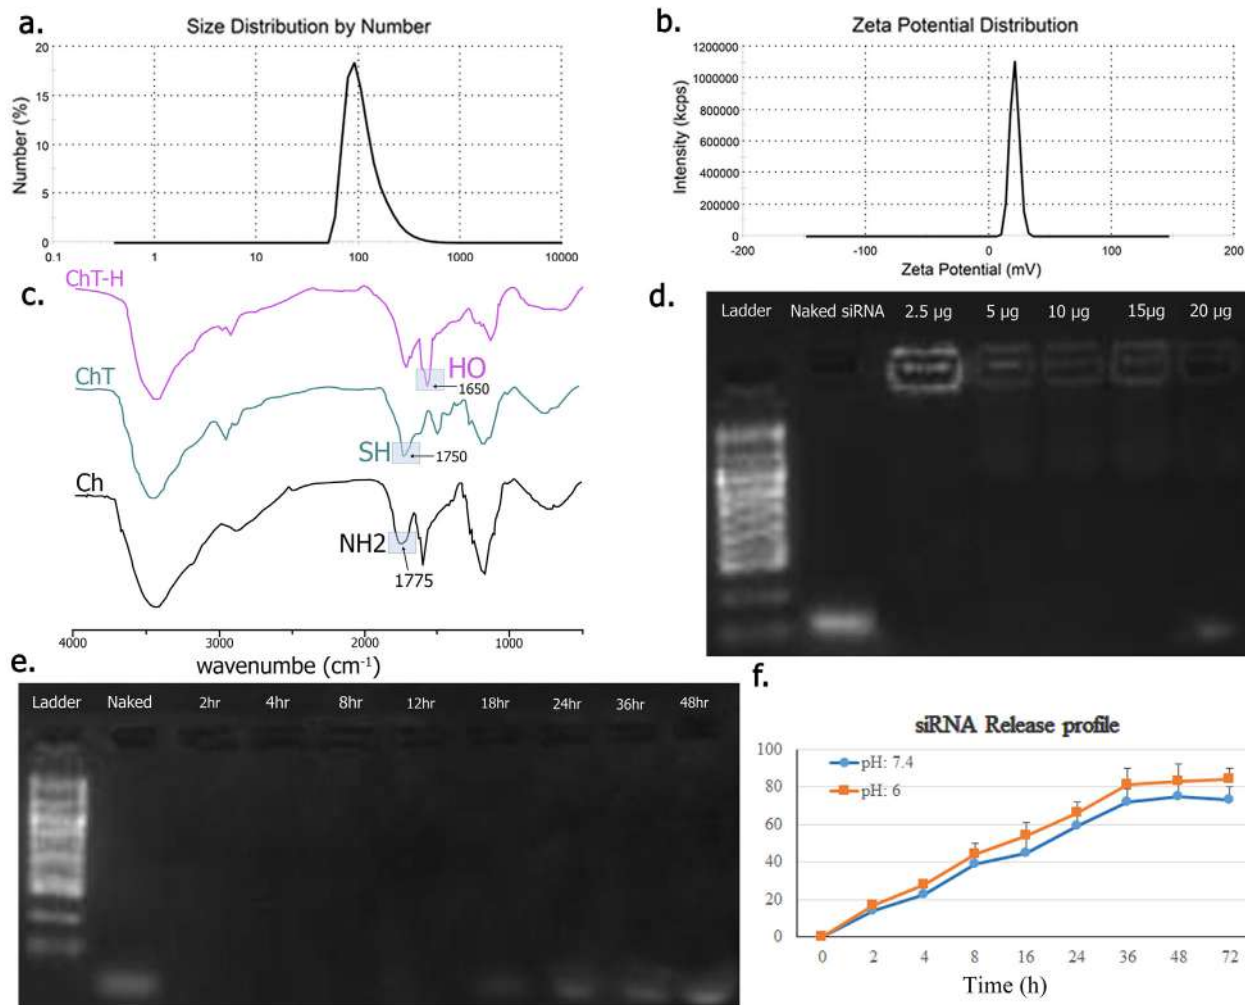 a.
Size Distribution by Number
Number (%)
20
15
10
5
0
0.1 1 10 100 1000 10000
Size (d.nm)
b.
Zeta Potential Distribution
Intensity (kcps)
1200000
1000000
800000
600000
400000
200000
0
-200 -100 0 100 200
Zeta Potential (mV)
c.
ChT-H
HO
1650
ChT
SH
1750
Ch
NH2
1775
4000 3000 2000 1000
wavenumbe (cm-1)
d.
Ladder Naked siRNA 2.5 µg 5 µg 10 µg 15µg 20 µg
e.
Ladder Naked 2hr 4hr 8hr 12hr 18hr 24hr 36hr 48hr
f.
siRNA Release profile
100
80
60
40
20
0
pH: 7.4
pH: 6
0 2 4 8 16 24 36 48 72
Time (h)